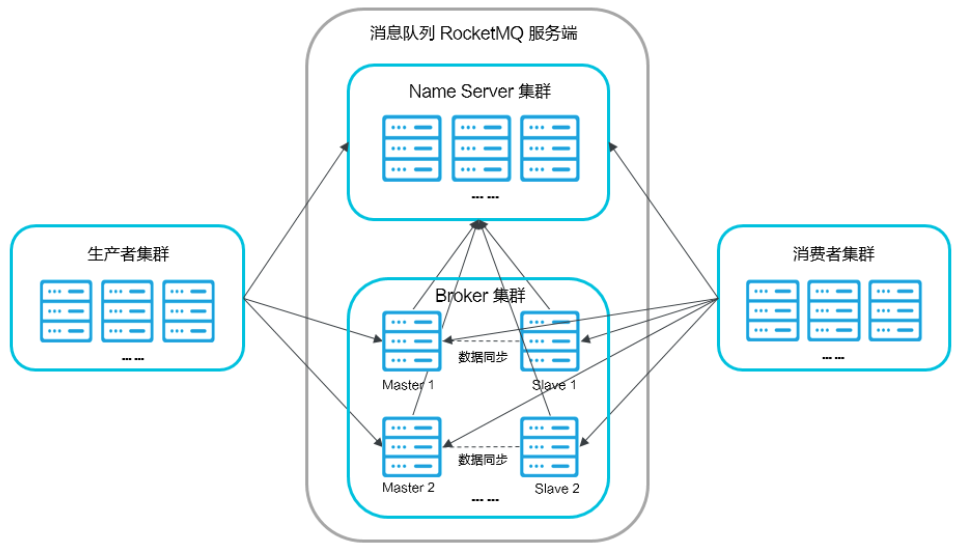 消息队列 RocketMQ 服务端
Name Server 集群
... ...
生产者集群
... ...
消费者集群
... ...
Broker 集群
数据同步
Master 1
Slave 1
数据同步
Master 2
Slave 2
... ...